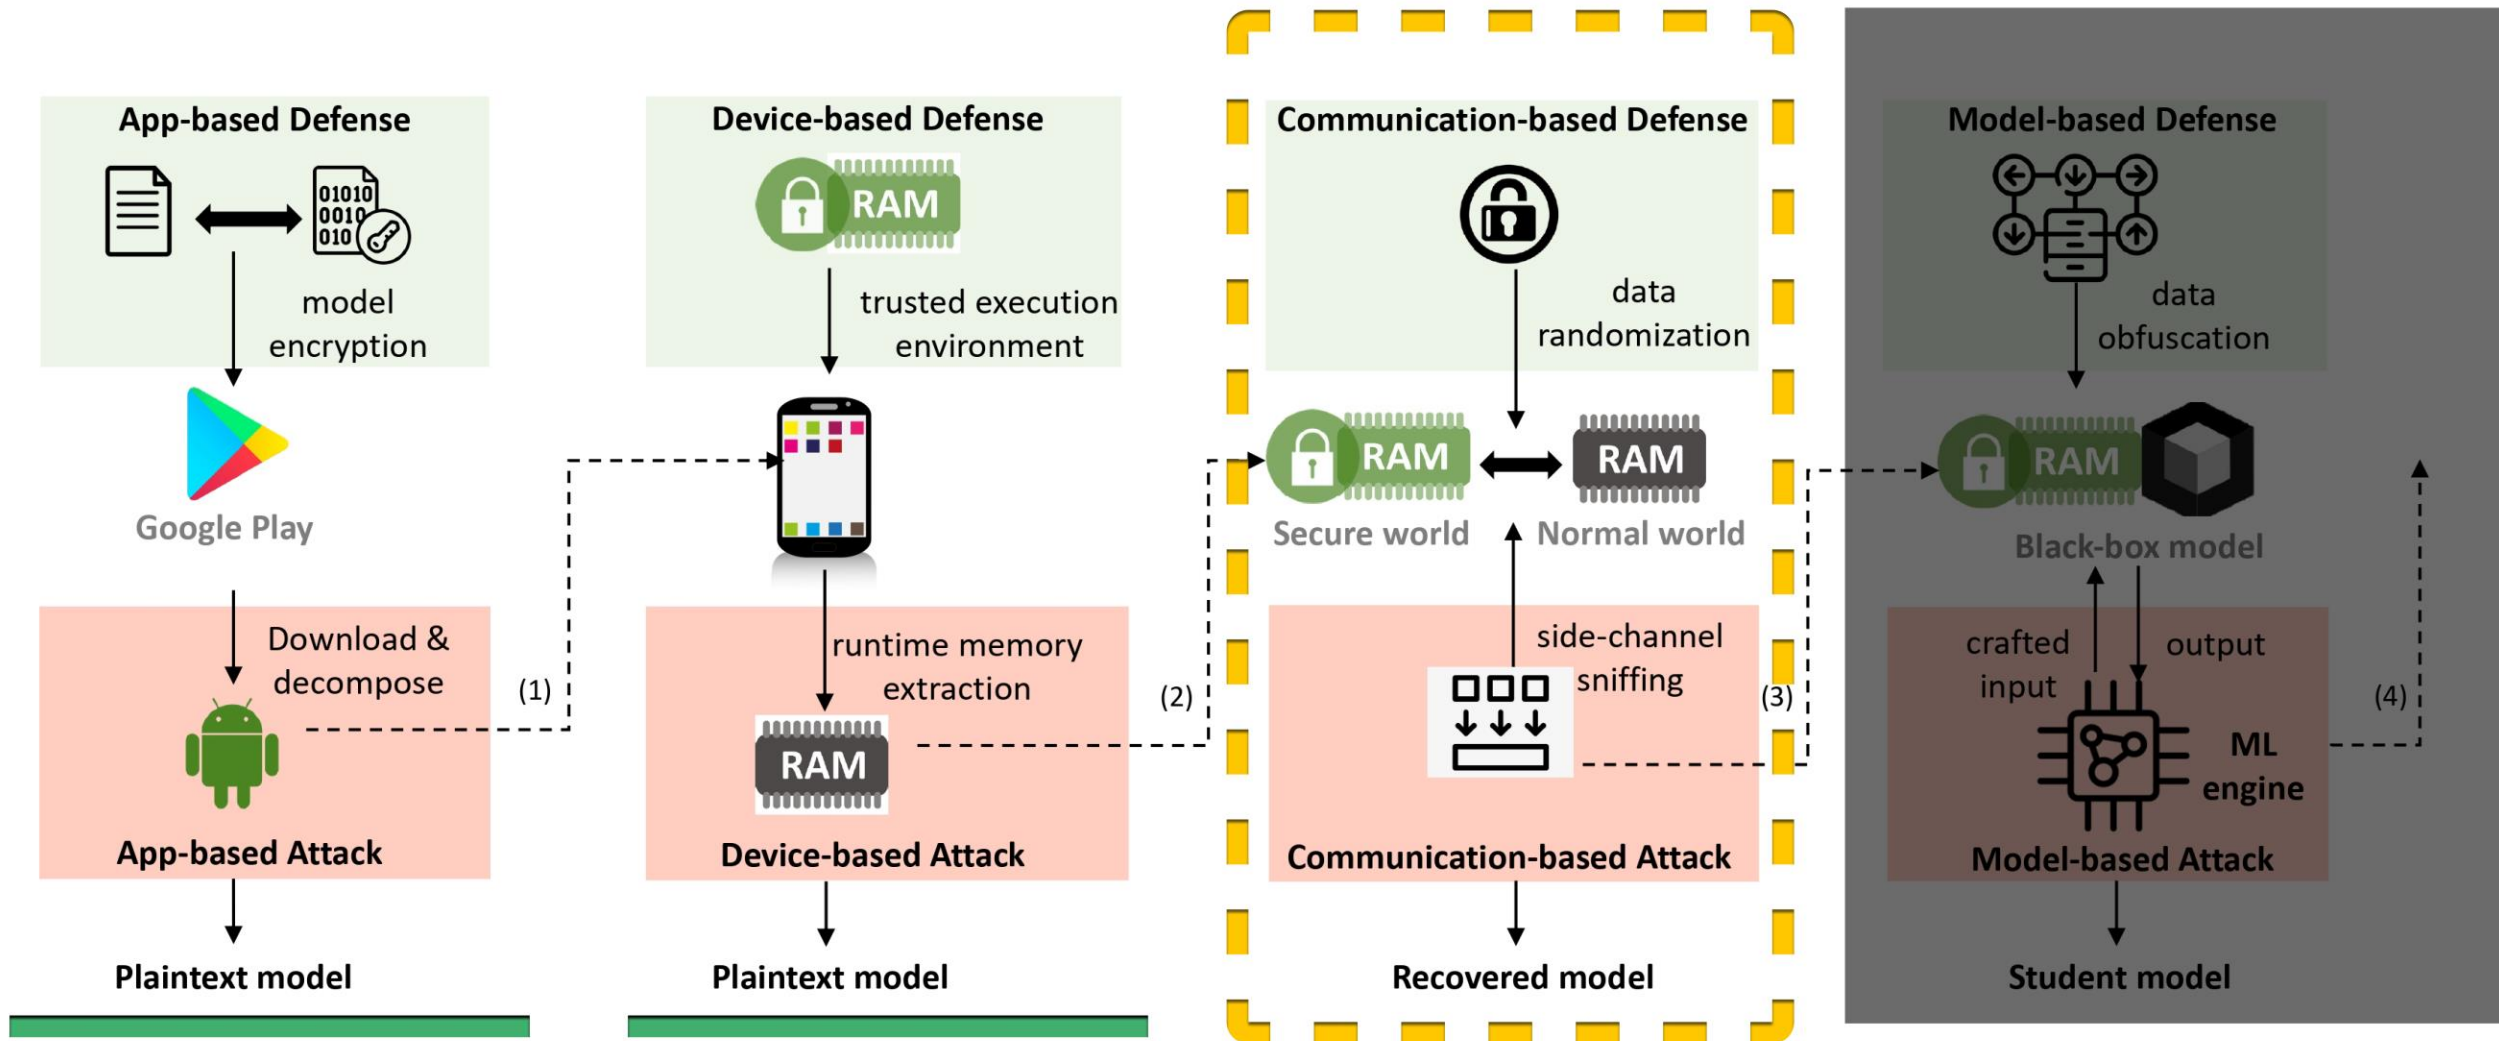 App-based Defense
01010
0010
010
model
encryption
Google Play
Download &
decompose
(1)
App-based Attack
Plaintext model
Device-based Defense
RAM
trusted execution
environment
runtime memory
extraction
RAM
(2)
Device-based Attack
Plaintext model
Communication-based Defense
data
randomization
RAM
RAM
Secure world
Normal world
side-channel
sniffing
(3)
Communication-based Attack
Recovered model
Model-based Defense
data
obfuscation
RAM
Black-box model
crafted
input
output
(4)
ML
engine
Model-based Attack
Student model